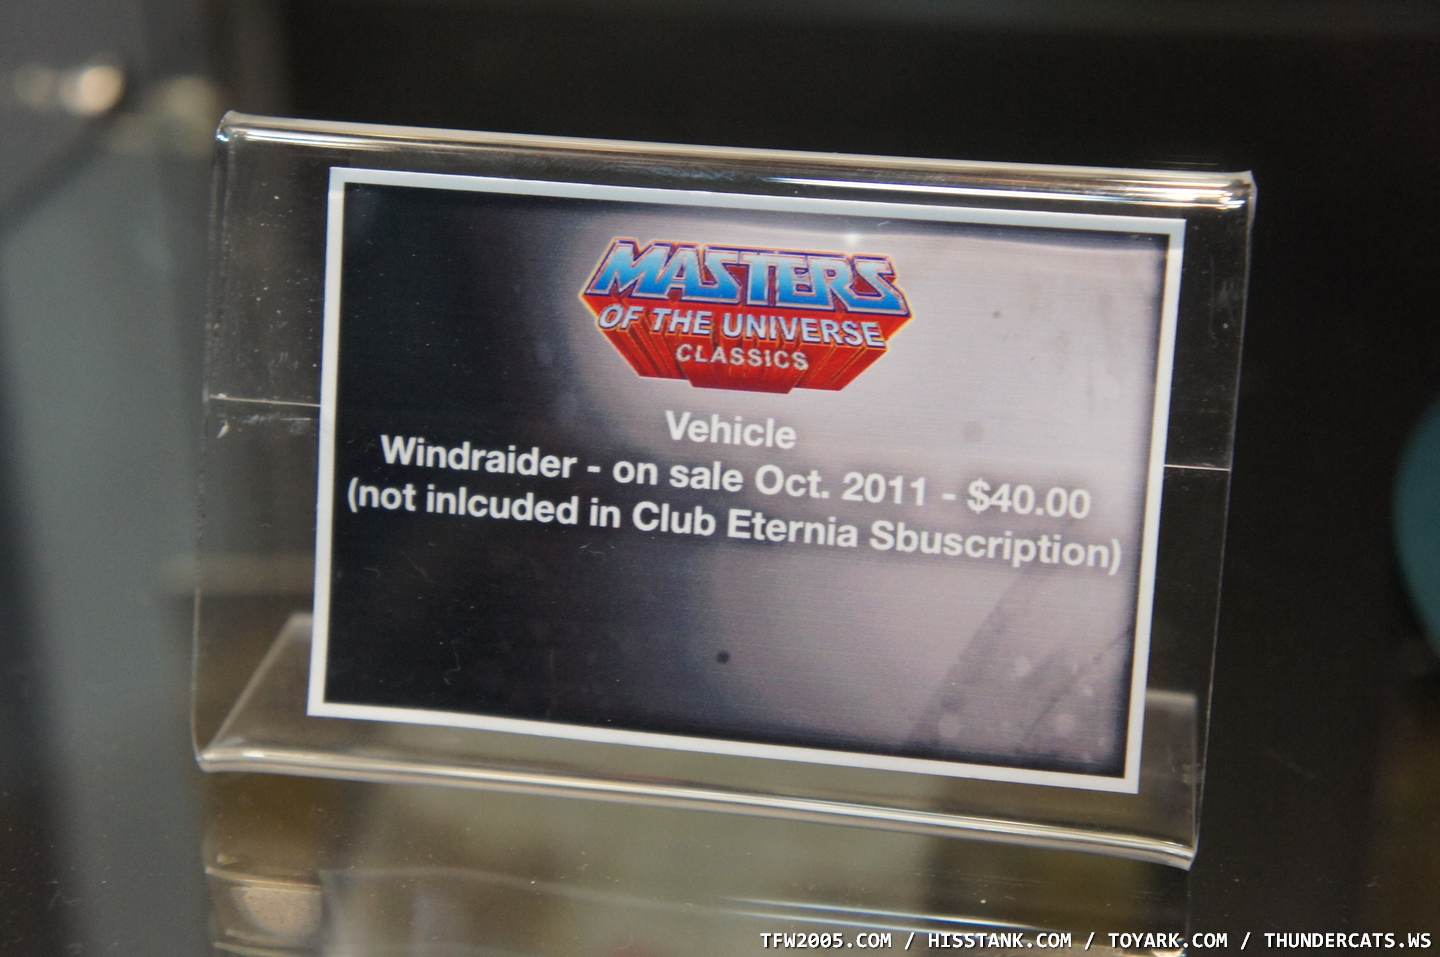 MASTERS
OF THE UNIVERSE
CLASSICS
Vehicle
Windraider - on sale Oct. 2011 - $40.00
(not inlcuded in Club Eternia Sbuscription)
TFW2005.COM / HISSTANK.COM / TOYARK.COM / THUNDERCATS.WS